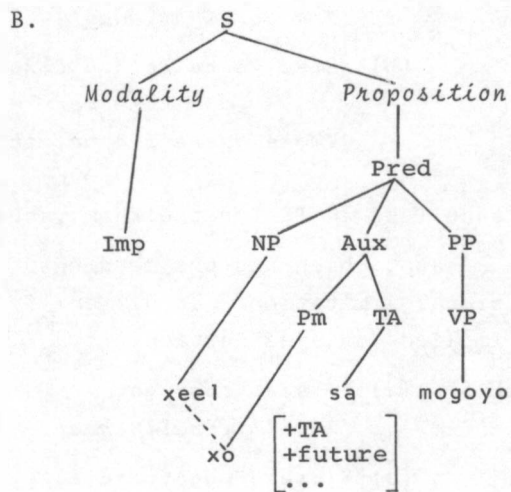 B.
S
Modality Proposition
Pred
Imp NP Aux PP
Pm TA VP
xeel sa mogoyo
xo
+TA
+future
...